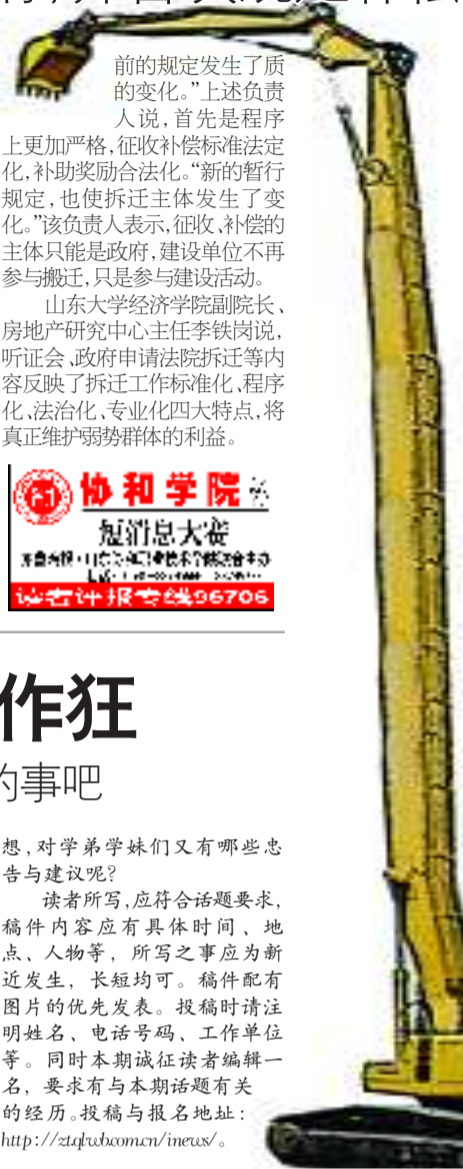 前的规定发生了质
的变化。”上述负责
人说,首先是程序
上更加严格,征收补偿标准法定
化,补助奖励合法化。“新的暂行
规定,也使拆迁主体发生了变
化。”该负责人表示,征收、补偿的
主体只能是政府,建设单位不再
参与搬迁,只是参与建设活动。
山东大学经济学院副院长、
房地产研究中心主任李铁岗说,
听证会、政府申请法院拆迁等内
容反映了拆迁工作标准化、程序
化、法治化、专业化四大特点,将
真正维护弱势群体的利益。
协和学院
短消息大赛
读者评报专线96706
作狂
的事吧
想,对学弟学妹们又有哪些忠
告与建议呢?
读者所写,应符合话题要求,
稿件内容应有具体时间、地
点、人物等,所写之事应为新
近发生,长短均可。稿件配有
图片的优先发表。投稿时请注
明姓名、电话号码、工作单位
等。同时本期诚征读者编辑一
名,要求有与本期话题有关
的经历。投稿与报名地址:
http://ztqlwb.com.cn/inews/。